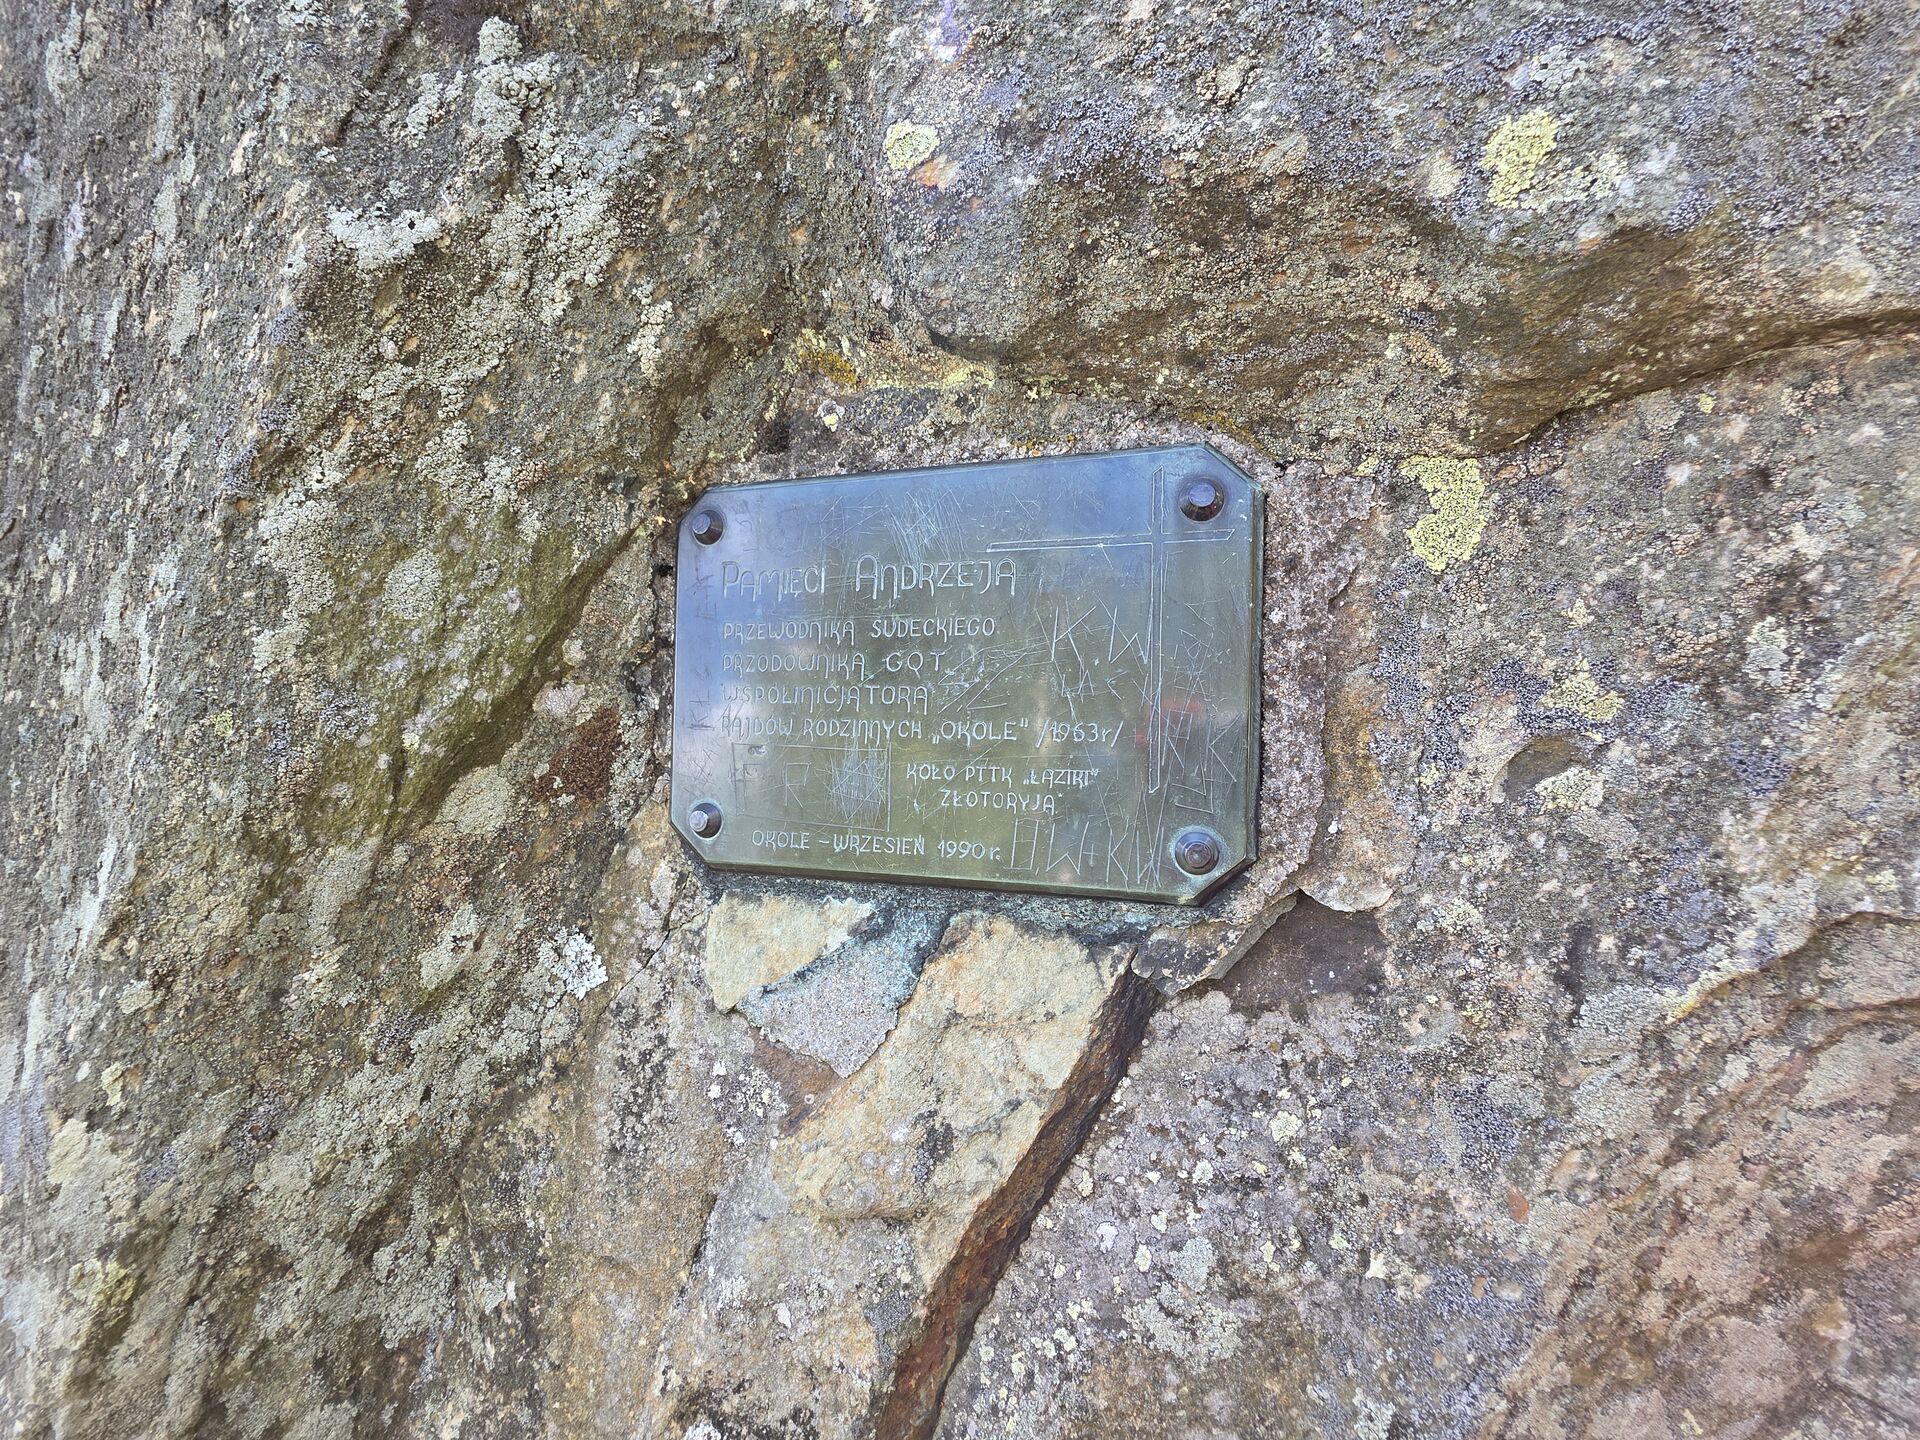 PAMIĘCI ANDRZEJA
PRZEWODNIKA SUDECKIEGO
PRZODOWNIKA GOT
WSPÓŁINICJATORA
RAJDÓW RODZINNYCH „OKOLE" /1963r/
KOŁO PTTK „ŁAZIKI"
ZŁOTORYJA
OKOLE – WRZESIEŃ 1990 r.